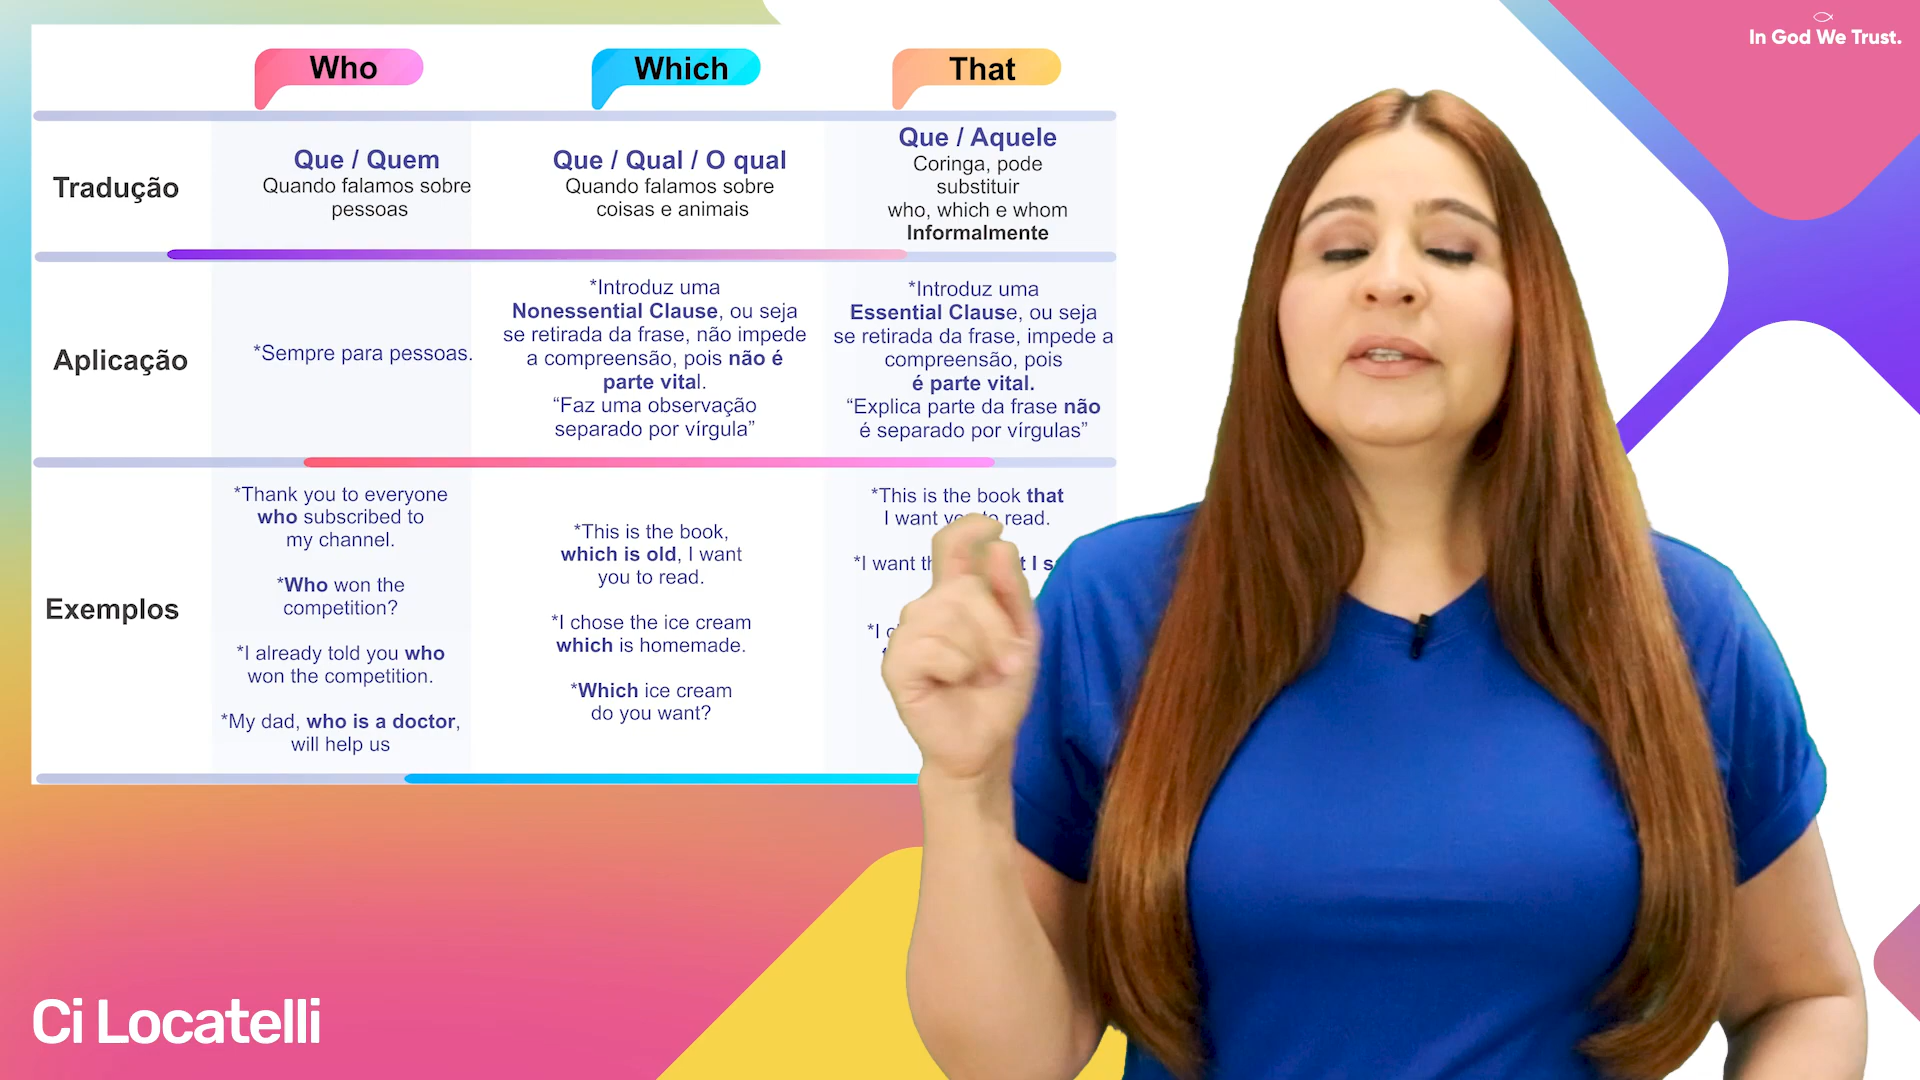 In God We Trust.
Who
Which
That
Tradução
Que / Quem
Quando falamos sobre
pessoas
Que / Qual / O qual
Quando falamos sobre
coisas e animais
Que / Aquele
Coringa, pode
substituir
who, which e whom
Informalmente
Aplicação
*Sempre para pessoas.
*Introduz uma
Nonessential Clause, ou seja
se retirada da frase, não impede
a compreensão, pois não é
parte vital.
“Faz uma observação
separado por vírgula”
*Introduz uma
Essential Clause, ou seja
se retirada da frase, impede a
compreensão, pois
é parte vital.
“Explica parte da frase não
é separado por vírgulas”
Exemplos
*Thank you to everyone
who subscribed to
my channel.
*Who won the
competition?
*I already told you who
won the competition.
*My dad, who is a doctor,
will help us
*This is the book,
which is old, I want
you to read.
*I chose the ice cream
which is homemade.
*Which ice cream
do you want?
*This is the book that
I want to read.
*I want I
*I
Ci Locatelli